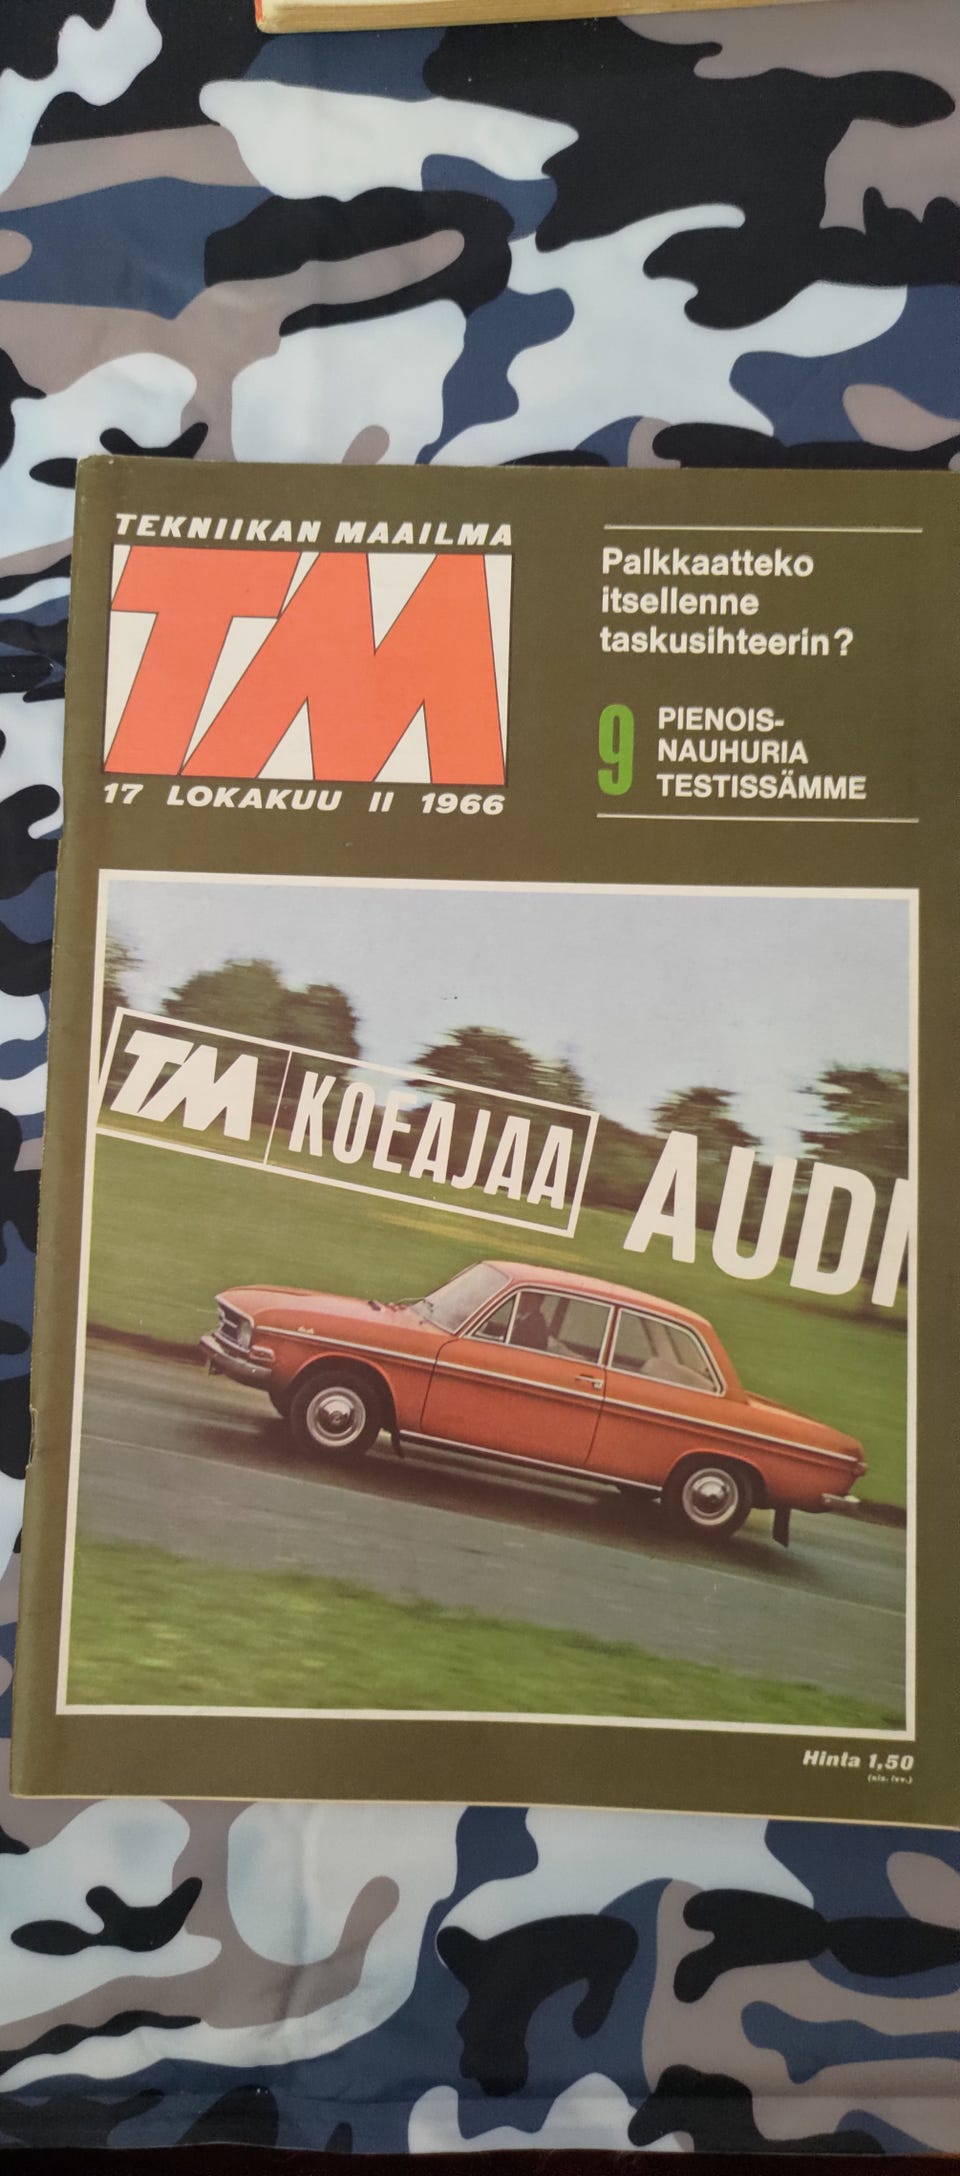 TEKNIIKAN MAAILMA
TM
17 LOKAKUU II 1966
Palkkaatteko
itsellenne
taskusihteerin?
9 PIENOIS-
NAUHURIA
TESTISSÄMME
TM KOEAJAA AUDI
Hinta 1,50